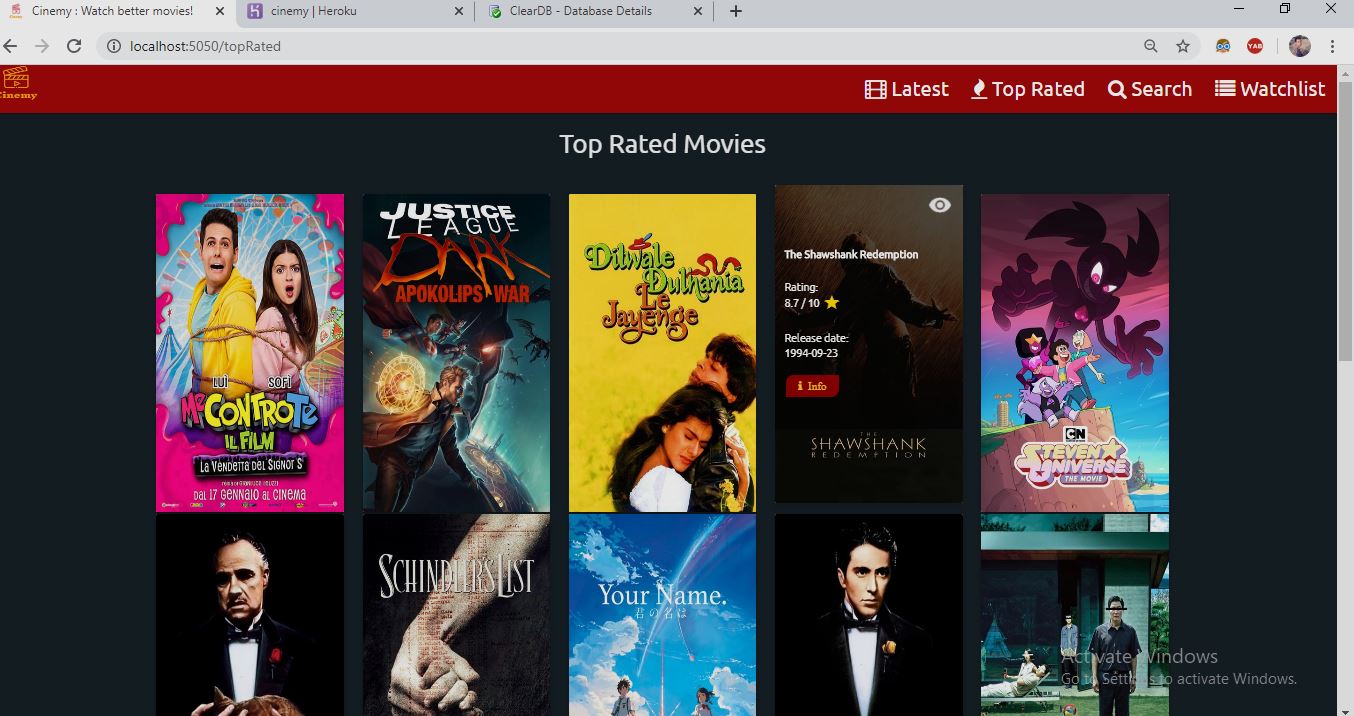 Cinemy : Watch better movies!
cinemy | Heroku
ClearDB - Database Details
localhost:5050/topRated
YAB
Cinemy
Latest
Top Rated
Search
Watchlist
Top Rated Movies
LUÌ
SOFÌ
Me CONTRO Te
IL FILM
LA VENDETTA DEL SIGNOR S
DAL 17 GENNAIO AL CINEMA
JUSTICE
LEAGUE
DARK
APOKOLIPS WAR
Dilwale
Dulhania
Le
Jayenge
The Shawshank Redemption
Rating:
8.7 / 10
Release date:
1994-09-23
Info
THE
SHAWSHANK
REDEMPTION
CN
STEVEN
UNIVERSE
THE MOVIE
SCHINDLER'S LIST
Your Name.
君の名は
Activate Windows
Go to Settings to activate Windows.